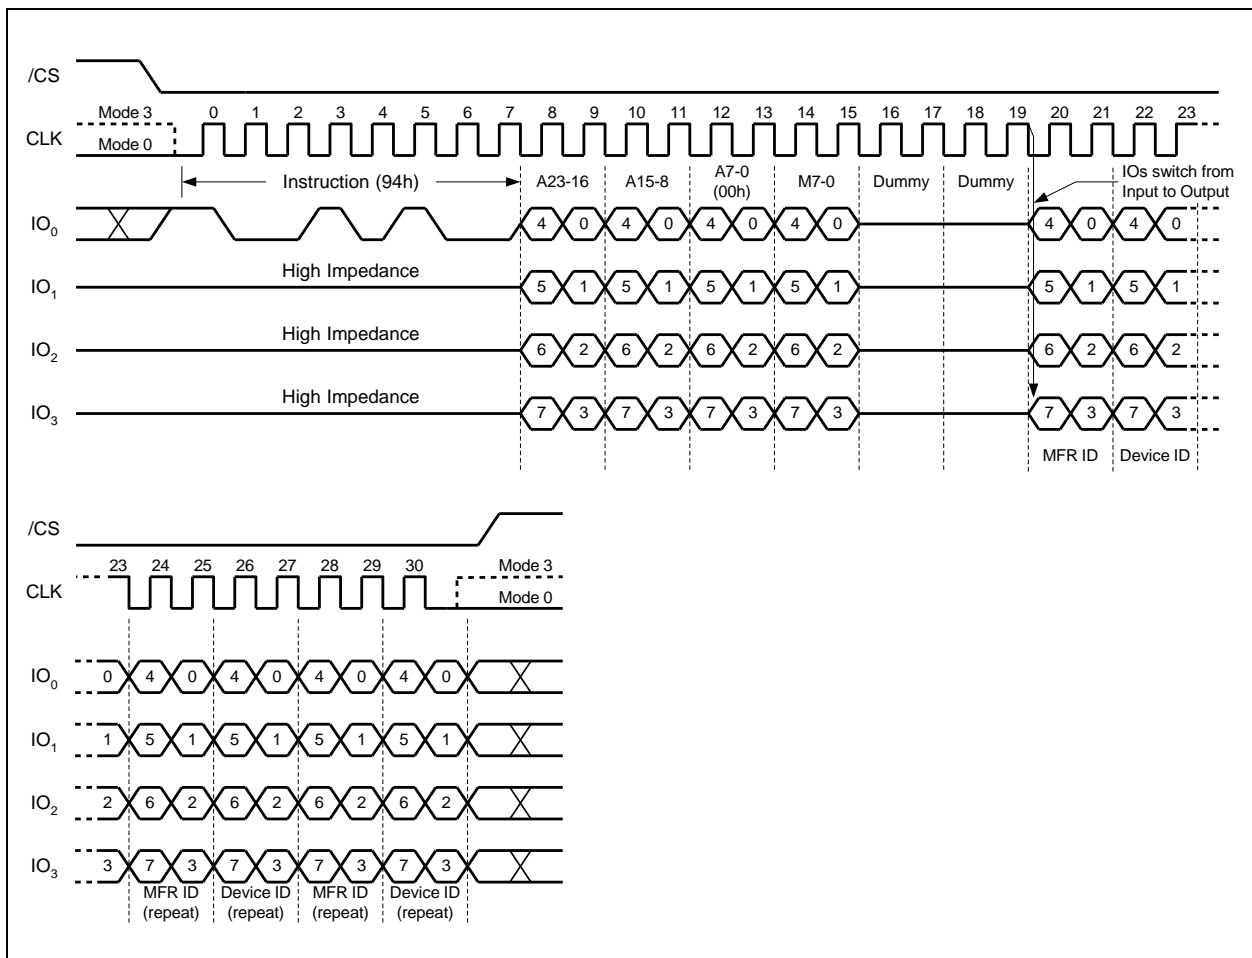 /CS
Mode 3 0 1 2 3 4 5 6 7 8 9 10 11 12 13 14 15 16 17 18 19 20 21 22 23
CLK Mode 0
Instruction (94h) A23-16 A15-8 A7-0 (00h) M7-0 Dummy Dummy IOs switch from Input to Output
IO0 4 0 4 0 4 0 4 0 4 0 4 0
High Impedance
IO1 5 1 5 1 5 1 5 1 5 1 5 1
High Impedance
IO2 6 2 6 2 6 2 6 2 6 2 6 2
High Impedance
IO3 7 3 7 3 7 3 7 3 7 3 7 3
MFR ID Device ID
/CS
23 24 25 26 27 28 29 30 Mode 3
CLK Mode 0
IO0 0 4 0 4 0 4 0 4 0
IO1 1 5 1 5 1 5 1 5 1
IO2 2 6 2 6 2 6 2 6 2
IO3 3 7 3 7 3 7 3 7 3
MFR ID Device ID MFR ID Device ID
(repeat) (repeat) (repeat) (repeat)